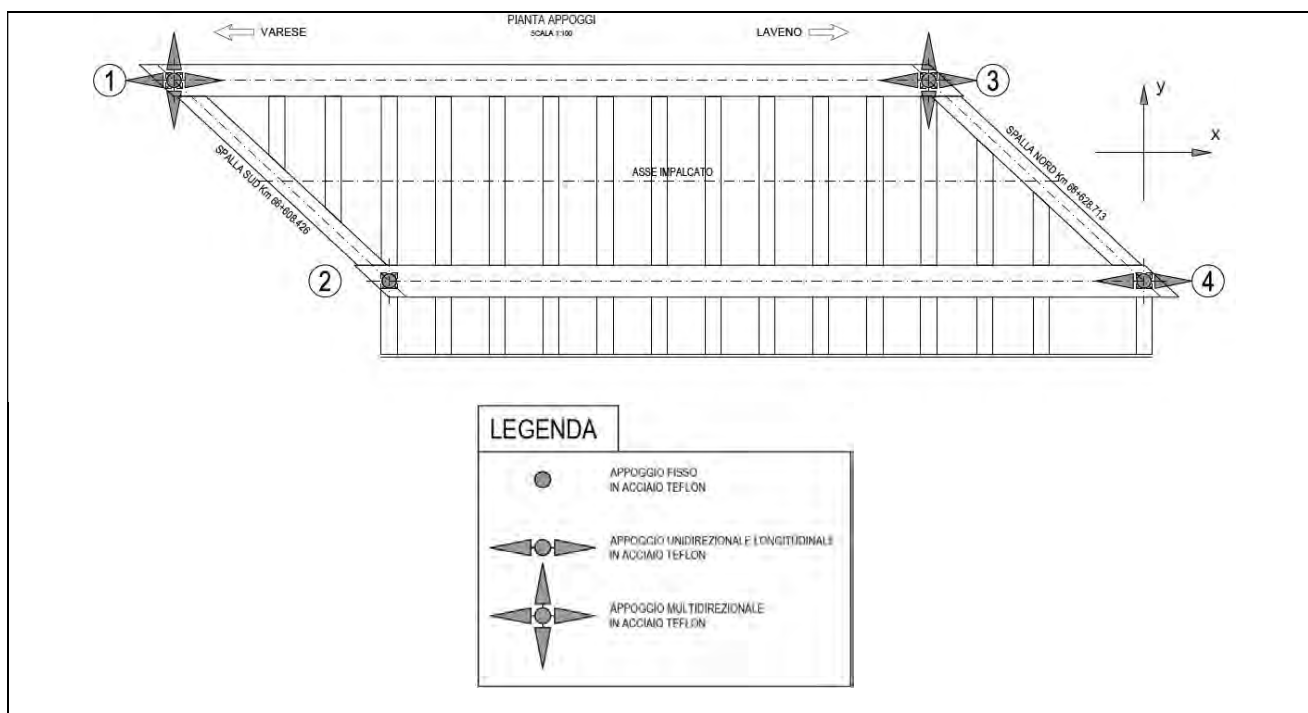 PIANTA APPOGGI
SCALA 1:100
VARESE
LAVENO
1
3
y
x
SPALLA SUD Km 66+608.426
ASSE IMPALCATO
SPALLA NORD Km 66+628.713
2
4
LEGENDA
APPOGGIO FISSO
IN ACCIAIO TEFLON
APPOGGIO UNIDIREZIONALE LONGITUDINALE
IN ACCIAIO TEFLON
APPOGGIO MULTIDIREZIONALE
IN ACCIAIO TEFLON